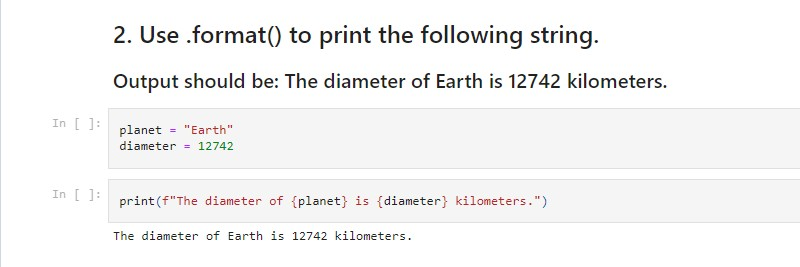 2. Use .format() to print the following string.
Output should be: The diameter of Earth is 12742 kilometers.
In [ ]:
planet = "Earth"
diameter = 12742
In [ ]:
print(f"The diameter of {planet} is {diameter} kilometers.")
The diameter of Earth is 12742 kilometers.